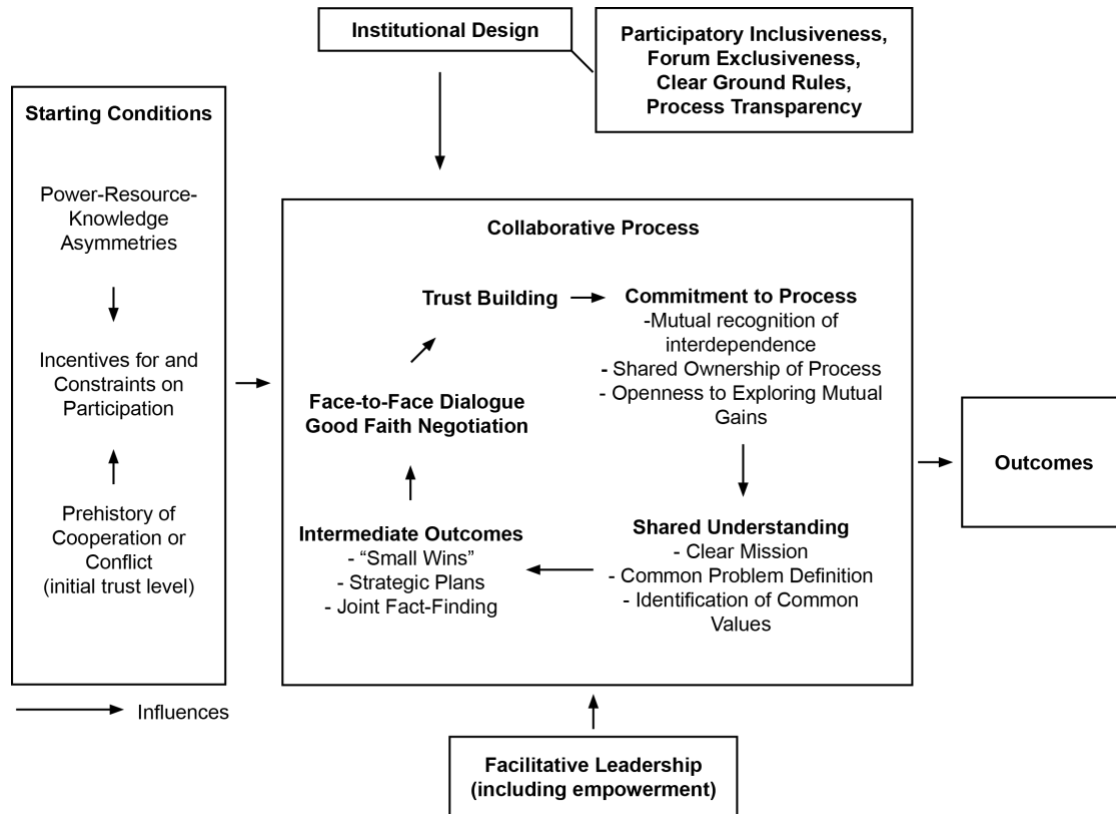 Institutional Design
Participatory Inclusiveness,
Forum Exclusiveness,
Clear Ground Rules,
Process Transparency
Starting Conditions
Power-Resource-
Knowledge
Asymmetries
Incentives for and
Constraints on
Participation
Prehistory of
Cooperation or
Conflict
(initial trust level)
Influences
Collaborative Process
Trust Building
Commitment to Process
-Mutual recognition of
interdependence
- Shared Ownership of Process
- Openness to Exploring Mutual
Gains
Face-to-Face Dialogue
Good Faith Negotiation
Intermediate Outcomes
- “Small Wins”
- Strategic Plans
- Joint Fact-Finding
Shared Understanding
- Clear Mission
- Common Problem Definition
- Identification of Common
Values
Outcomes
Facilitative Leadership
(including empowerment)